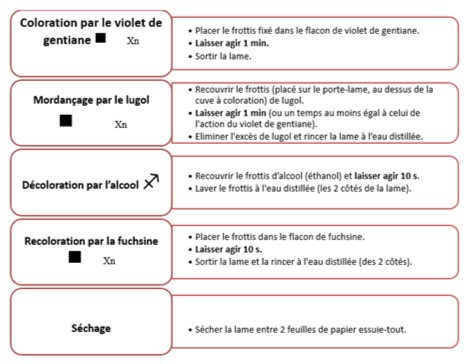 Coloration par le violet de
gentiane ■ Xn
• Placer le frottis fixé dans le flacon de violet de gentiane.
• Laisser agir 1 min.
• Sortir la lame.
Mordançage par le lugol
■ Xn
• Recouvrir le frottis (placé sur le porte-lame, au dessus de la
cuve à coloration) de lugol.
• Laisser agir 1 min (ou un temps au moins égal à celui de
l'action du violet de gentiane).
• Eliminer l'excès de lugol et rincer la lame à l'eau distillée.
Décoloration par l'alcool ♐
• Recouvrir le frottis d'alcool (éthanol) et laisser agir 10 s.
• Laver le frottis à l'eau distillée (les 2 côtés de la lame).
Recoloration par la fuchsine
■ Xn
• Placer le frottis dans le flacon de fuchsine.
• Laisser agir 10 s.
• Sortir la lame et la rincer à l'eau distillée (des 2 côtés).
Séchage
• Sécher la lame entre 2 feuilles de papier essuie-tout.